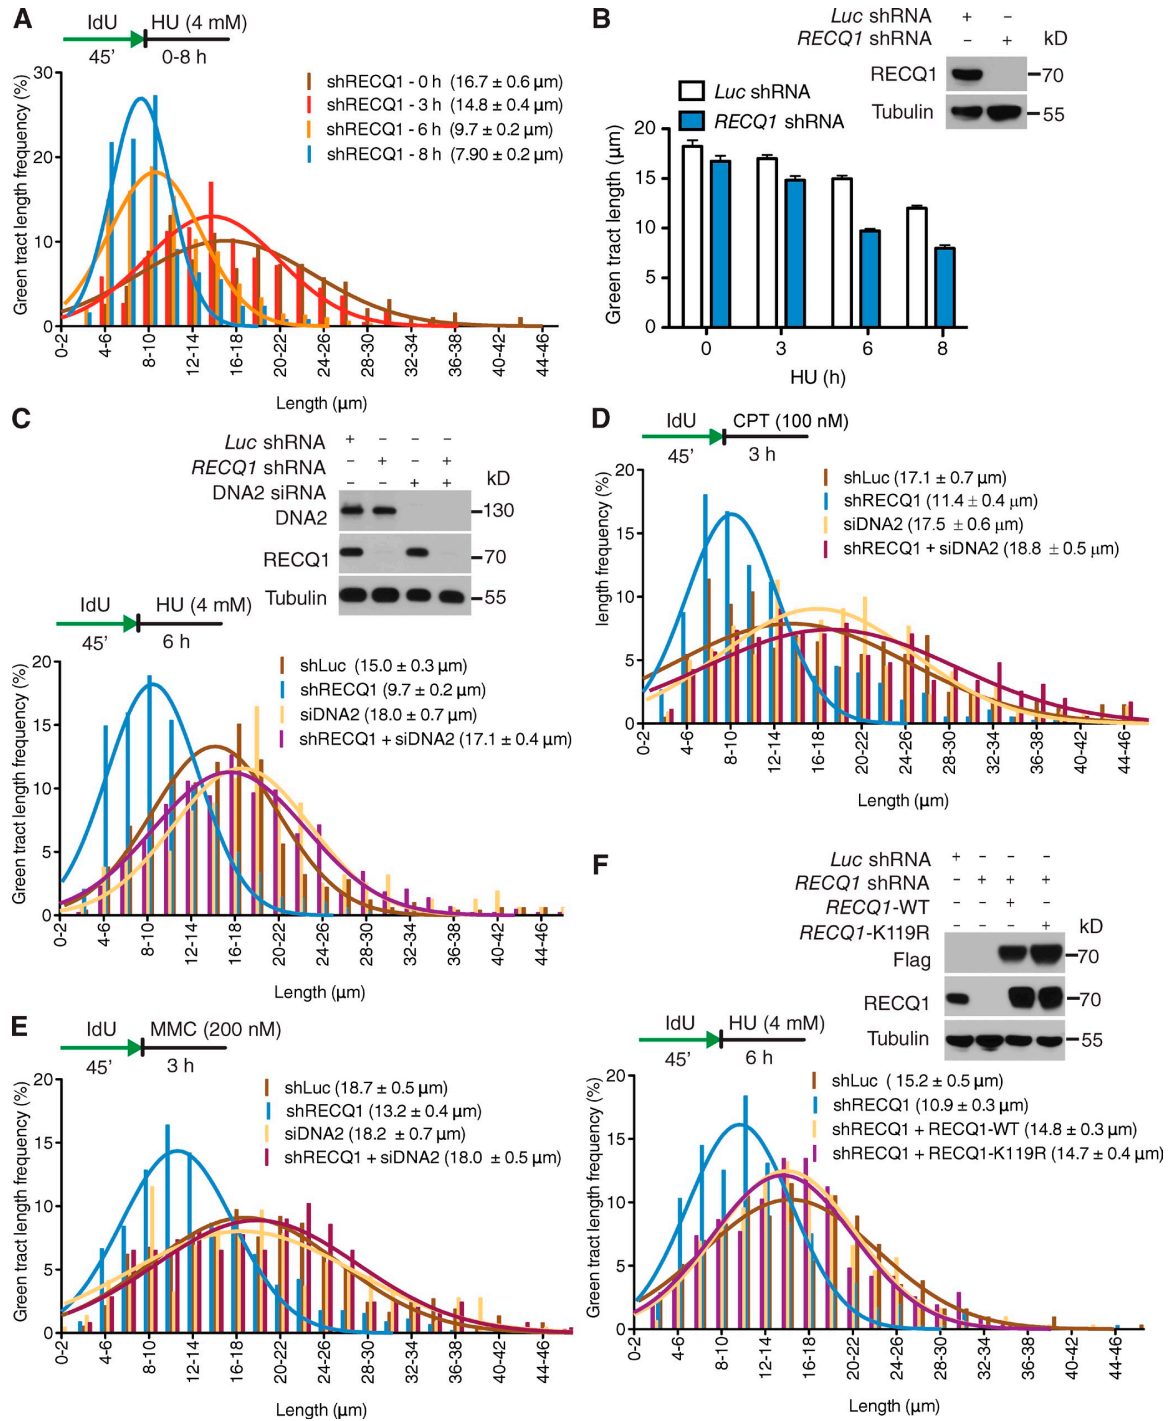 A
IdU HU (4 mM)
45' 0-8 h
Green tract length frequency (%)
30
20
10
0
shRECQ1 - 0 h (16.7 ± 0.6 μm)
shRECQ1 - 3 h (14.8 ± 0.4 μm)
shRECQ1 - 6 h (9.7 ± 0.2 μm)
shRECQ1 - 8 h (7.90 ± 0.2 μm)
0-2 4-6 8-10 12-14 16-18 20-22 24-26 28-30 32-34 36-38 40-42 44-46
Length (μm)
B
Luc shRNA + −
RECQ1 shRNA − + kD
RECQ1 70
Tubulin 55
Luc shRNA
RECQ1 shRNA
Green tract length (μm)
20
15
10
5
0
0 3 6 8
HU (h)
C
Luc shRNA + − − −
RECQ1 shRNA − + − +
DNA2 siRNA − − + + kD
DNA2 130
RECQ1 70
Tubulin 55
IdU HU (4 mM)
45' 6 h
Green tract length frequency (%)
20
15
10
5
0
shLuc (15.0 ± 0.3 μm)
shRECQ1 (9.7 ± 0.2 μm)
siDNA2 (18.0 ± 0.7 μm)
shRECQ1 + siDNA2 (17.1 ± 0.4 μm)
0-2 4-6 8-10 12-14 16-18 20-22 24-26 28-30 32-34 36-38 40-42 44-46
Length (μm)
D
IdU CPT (100 nM)
45' 3 h
length frequency (%)
20
15
10
5
0
shLuc (17.1 ± 0.7 μm)
shRECQ1 (11.4 ± 0.4 μm)
siDNA2 (17.5 ± 0.6 μm)
shRECQ1 + siDNA2 (18.8 ± 0.5 μm)
0-2 4-6 8-10 12-14 16-18 20-22 24-26 28-30 32-34 36-38 40-42 44-46
Length (μm)
E
IdU MMC (200 nM)
45' 3 h
Green tract length frequency (%)
20
15
10
5
0
shLuc (18.7 ± 0.5 μm)
shRECQ1 (13.2 ± 0.4 μm)
siDNA2 (18.2 ± 0.7 μm)
shRECQ1 + siDNA2 (18.0 ± 0.5 μm)
0-2 4-6 8-10 12-14 16-18 20-22 24-26 28-30 32-34 36-38 40-42 44-46
Length (μm)
F
Luc shRNA + − − −
RECQ1 shRNA − + + +
RECQ1-WT − − + −
RECQ1-K119R − − − + kD
Flag 70
RECQ1 70
Tubulin 55
IdU HU (4 mM)
45' 6 h
Green tract length frequency (%)
20
15
10
5
0
shLuc ( 15.2 ± 0.5 μm)
shRECQ1 (10.9 ± 0.3 μm)
shRECQ1 + RECQ1-WT (14.8 ± 0.3 μm)
shRECQ1 + RECQ1-K119R (14.7 ± 0.4 μm)
0-2 4-6 8-10 12-14 16-18 20-22 24-26 28-30 32-34 36-38 40-42 44-46
Length (μm)